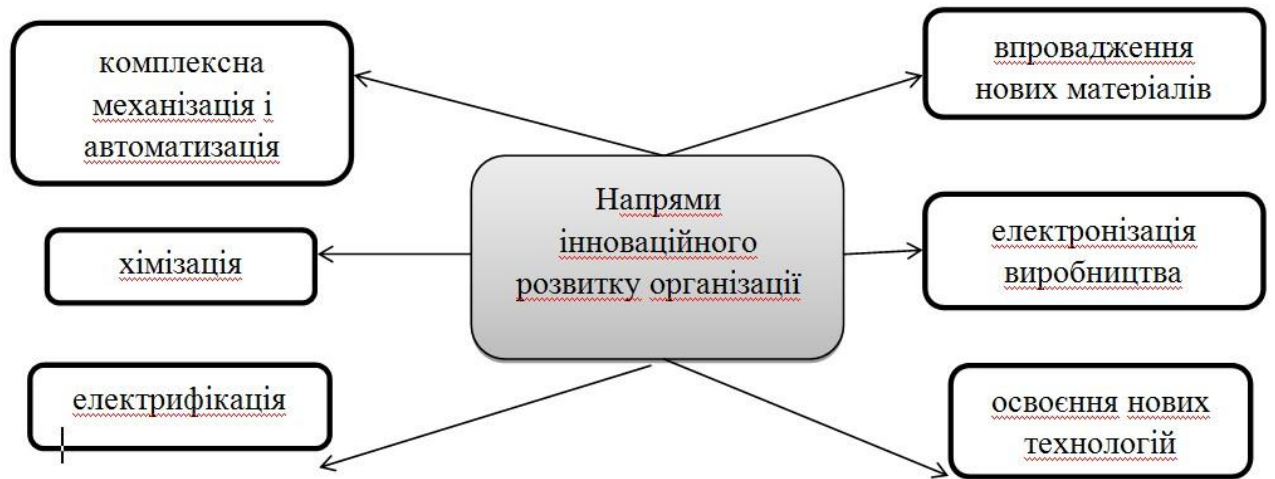 комплексна
механізація і
автоматизація
впровадження
нових матеріалів
Напрями
інноваційного
розвитку організації
хімізація
електронізація
виробництва
електрифікація
освоєння нових
технологій